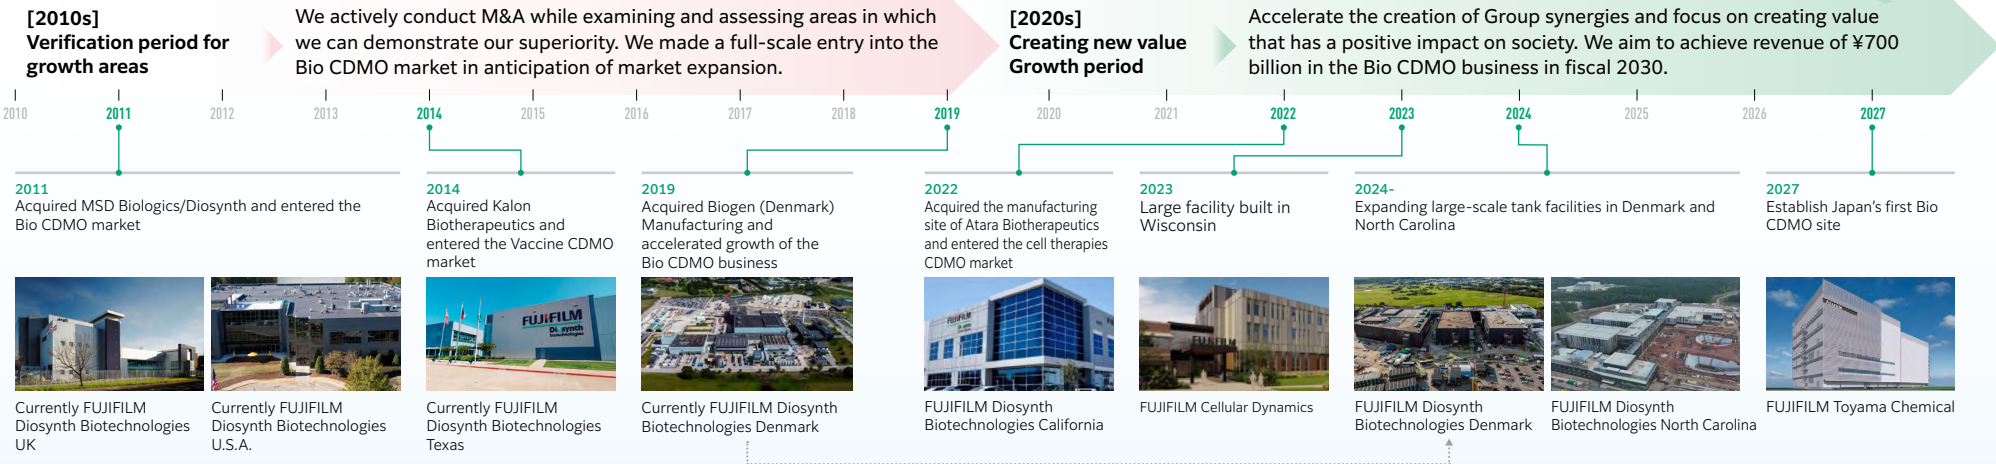 [2010s]
Verification period for
growth areas
We actively conduct M&A while examining and assessing areas in which
we can demonstrate our superiority. We made a full-scale entry into the
Bio CDMO market in anticipation of market expansion.
[2020s]
Creating new value
Growth period
Accelerate the creation of Group synergies and focus on creating value
that has a positive impact on society. We aim to achieve revenue of ¥700
billion in the Bio CDMO business in fiscal 2030.
2010
2011
2012
2013
2014
2015
2016
2017
2018
2019
2020
2021
2022
2023
2024
2025
2026
2027
2011
Acquired MSD Biologics/Diosynth and entered the
Bio CDMO market
2014
Acquired Kalon
Biotherapeutics and
entered the Vaccine CDMO
market
2019
Acquired Biogen (Denmark)
Manufacturing and
accelerated growth of the
Bio CDMO business
2022
Acquired the manufacturing
site of Atara Biotherapeutics
and entered the cell therapies
CDMO market
2023
Large facility built in
Wisconsin
2024-
Expanding large-scale tank facilities in Denmark and
North Carolina
2027
Establish Japan's first Bio
CDMO site
FUJIFILM
Diosynth
biotechnologies
FUJIFILM
FUJIFILM
Currently FUJIFILM
Diosynth Biotechnologies
UK
Currently FUJIFILM
Diosynth Biotechnologies
U.S.A.
Currently FUJIFILM
Diosynth Biotechnologies
Texas
Currently FUJIFILM Diosynth
Biotechnologies Denmark
FUJIFILM Diosynth
Biotechnologies California
FUJIFILM Cellular Dynamics
FUJIFILM Diosynth
Biotechnologies Denmark
FUJIFILM Diosynth
Biotechnologies North Carolina
FUJIFILM Toyama Chemical